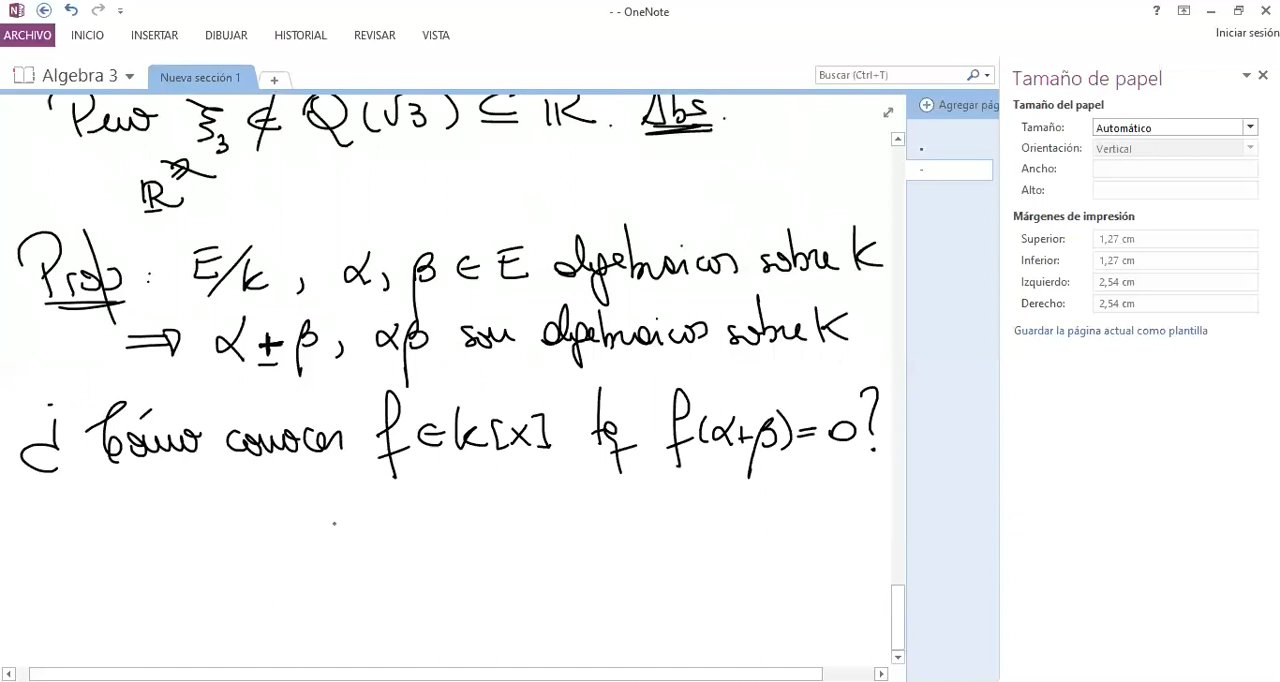 - - OneNote
ARCHIVO INICIO INSERTAR DIBUJAR HISTORIAL REVISAR VISTA
Iniciar sesión
Algebra 3 Nueva sección 1
Buscar (Ctrl+T)
Agregar pág
Pero ξ₃ ∉ Q(√3) ⊆ ℝ. Abs.
ℝ
Prop: E/k, α, β ∈ E algebraicos sobre k
⟹ α ± β, αβ son algebraicos sobre k
¿Cómo conocer f ∈ k[x] tq f(α+β)=0?
Tamaño de papel
Tamaño del papel
Tamaño: Automático
Orientación: Vertical
Ancho:
Alto:
Márgenes de impresión
Superior: 1,27 cm
Inferior: 1,27 cm
Izquierdo: 2,54 cm
Derecho: 2,54 cm
Guardar la página actual como plantilla